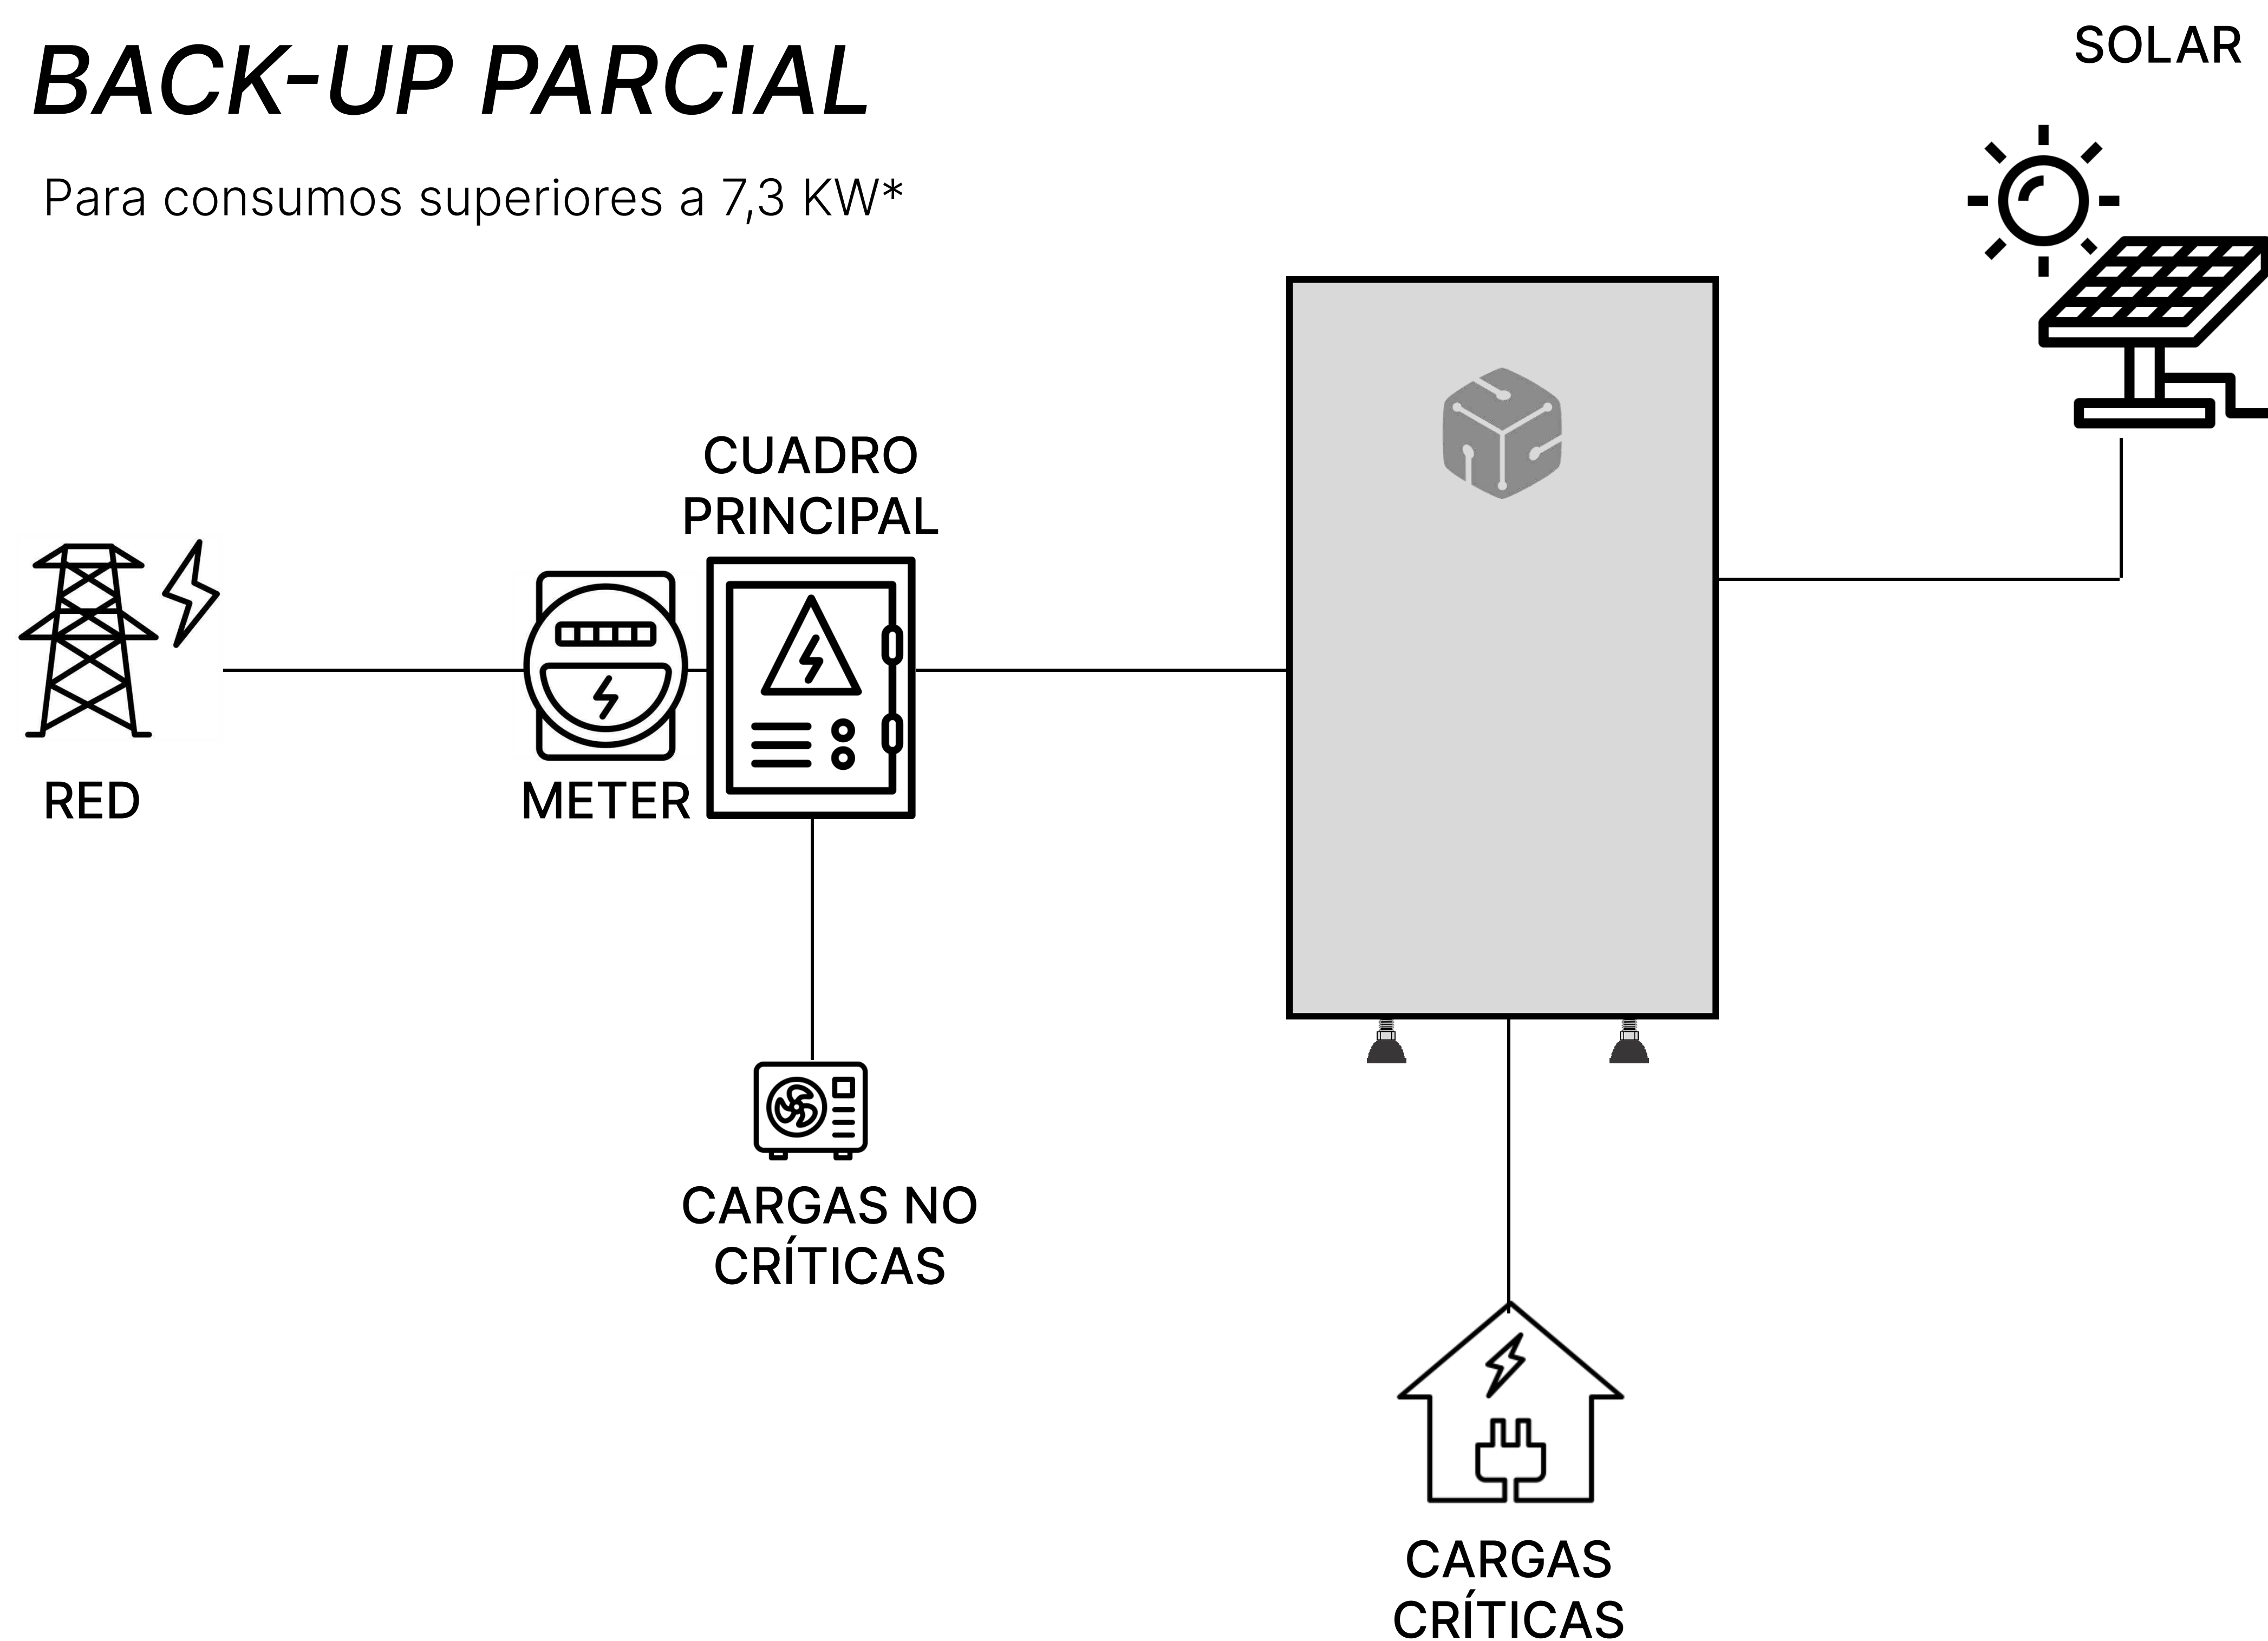 BACK-UP PARCIAL
Para consumos superiores a 7,3 KW*
SOLAR
CUADRO
PRINCIPAL
RED
METER
CARGAS NO
CRÍTICAS
CARGAS
CRÍTICAS